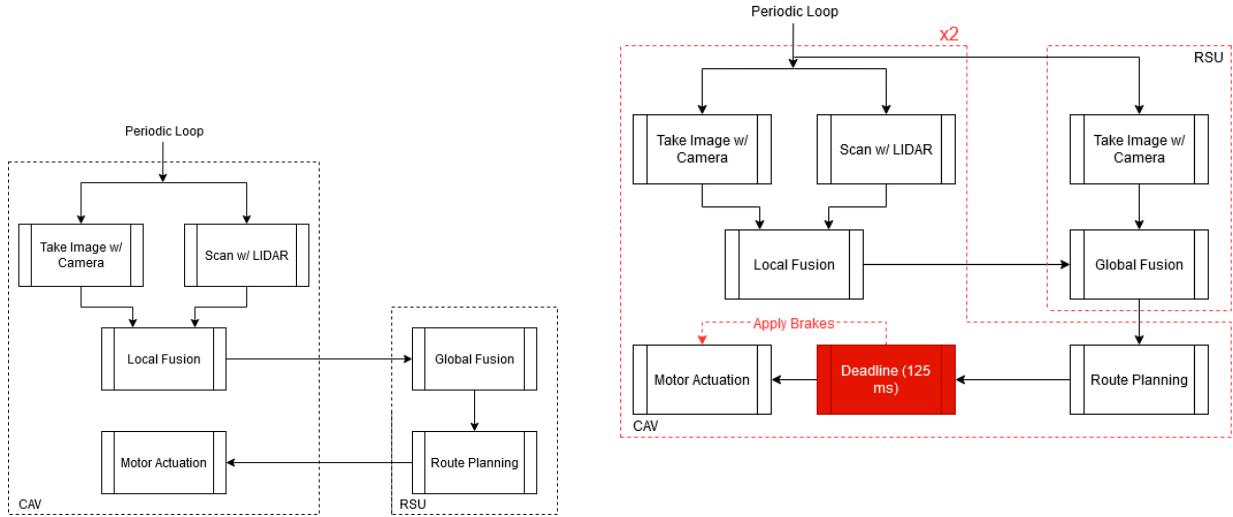 Periodic Loop
Take Image w/
Camera
Scan w/ LIDAR
Local Fusion
Global Fusion
Motor Actuation
Route Planning
CAV
RSU
Periodic Loop
x2
RSU
Take Image w/
Camera
Scan w/ LIDAR
Take Image w/
Camera
Local Fusion
Global Fusion
Apply Brakes
Motor Actuation
Deadline (125
ms)
Route Planning
CAV